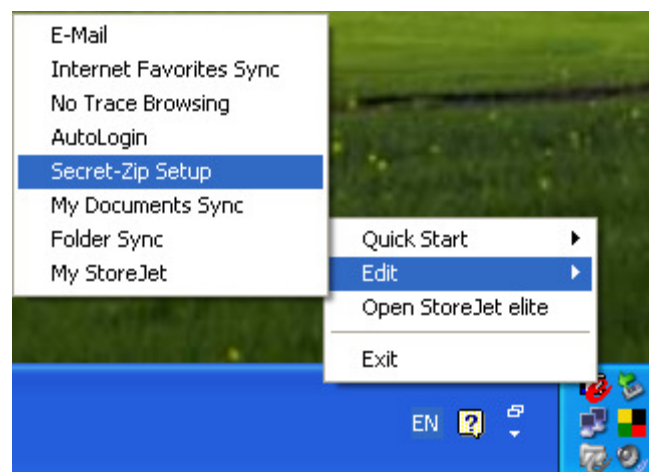 E-Mail
Internet Favorites Sync
No Trace Browsing
AutoLogin
Secret-Zip Setup
My Documents Sync
Folder Sync
My StoreJet
Quick Start
Edit
Open StoreJet elite
Exit
EN
?